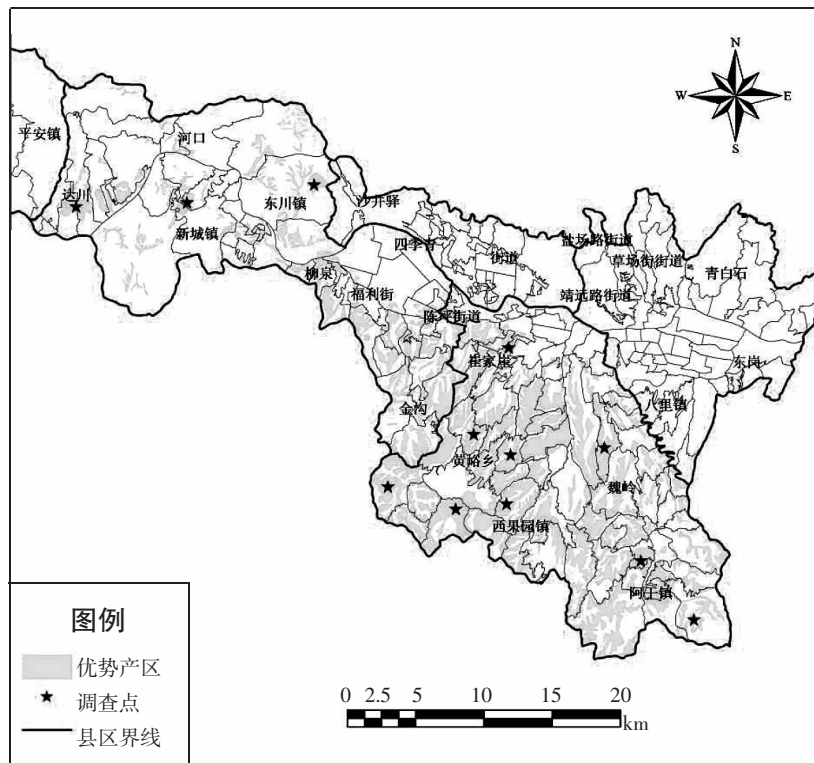 N
W
E
S
平安镇
河口
达川
新城镇
东川镇
沙井驿
四季青
街道
盐场路街道
草场街街道
青白石
靖远路街道
柳泉
福利街
陈坪街道
崔家崖
东岗
八里镇
金沟
黄峪乡
魏岭
西果园镇
阿干镇
图例
优势产区
调查点
县区界线
0 2.5 5 10 15 20
km